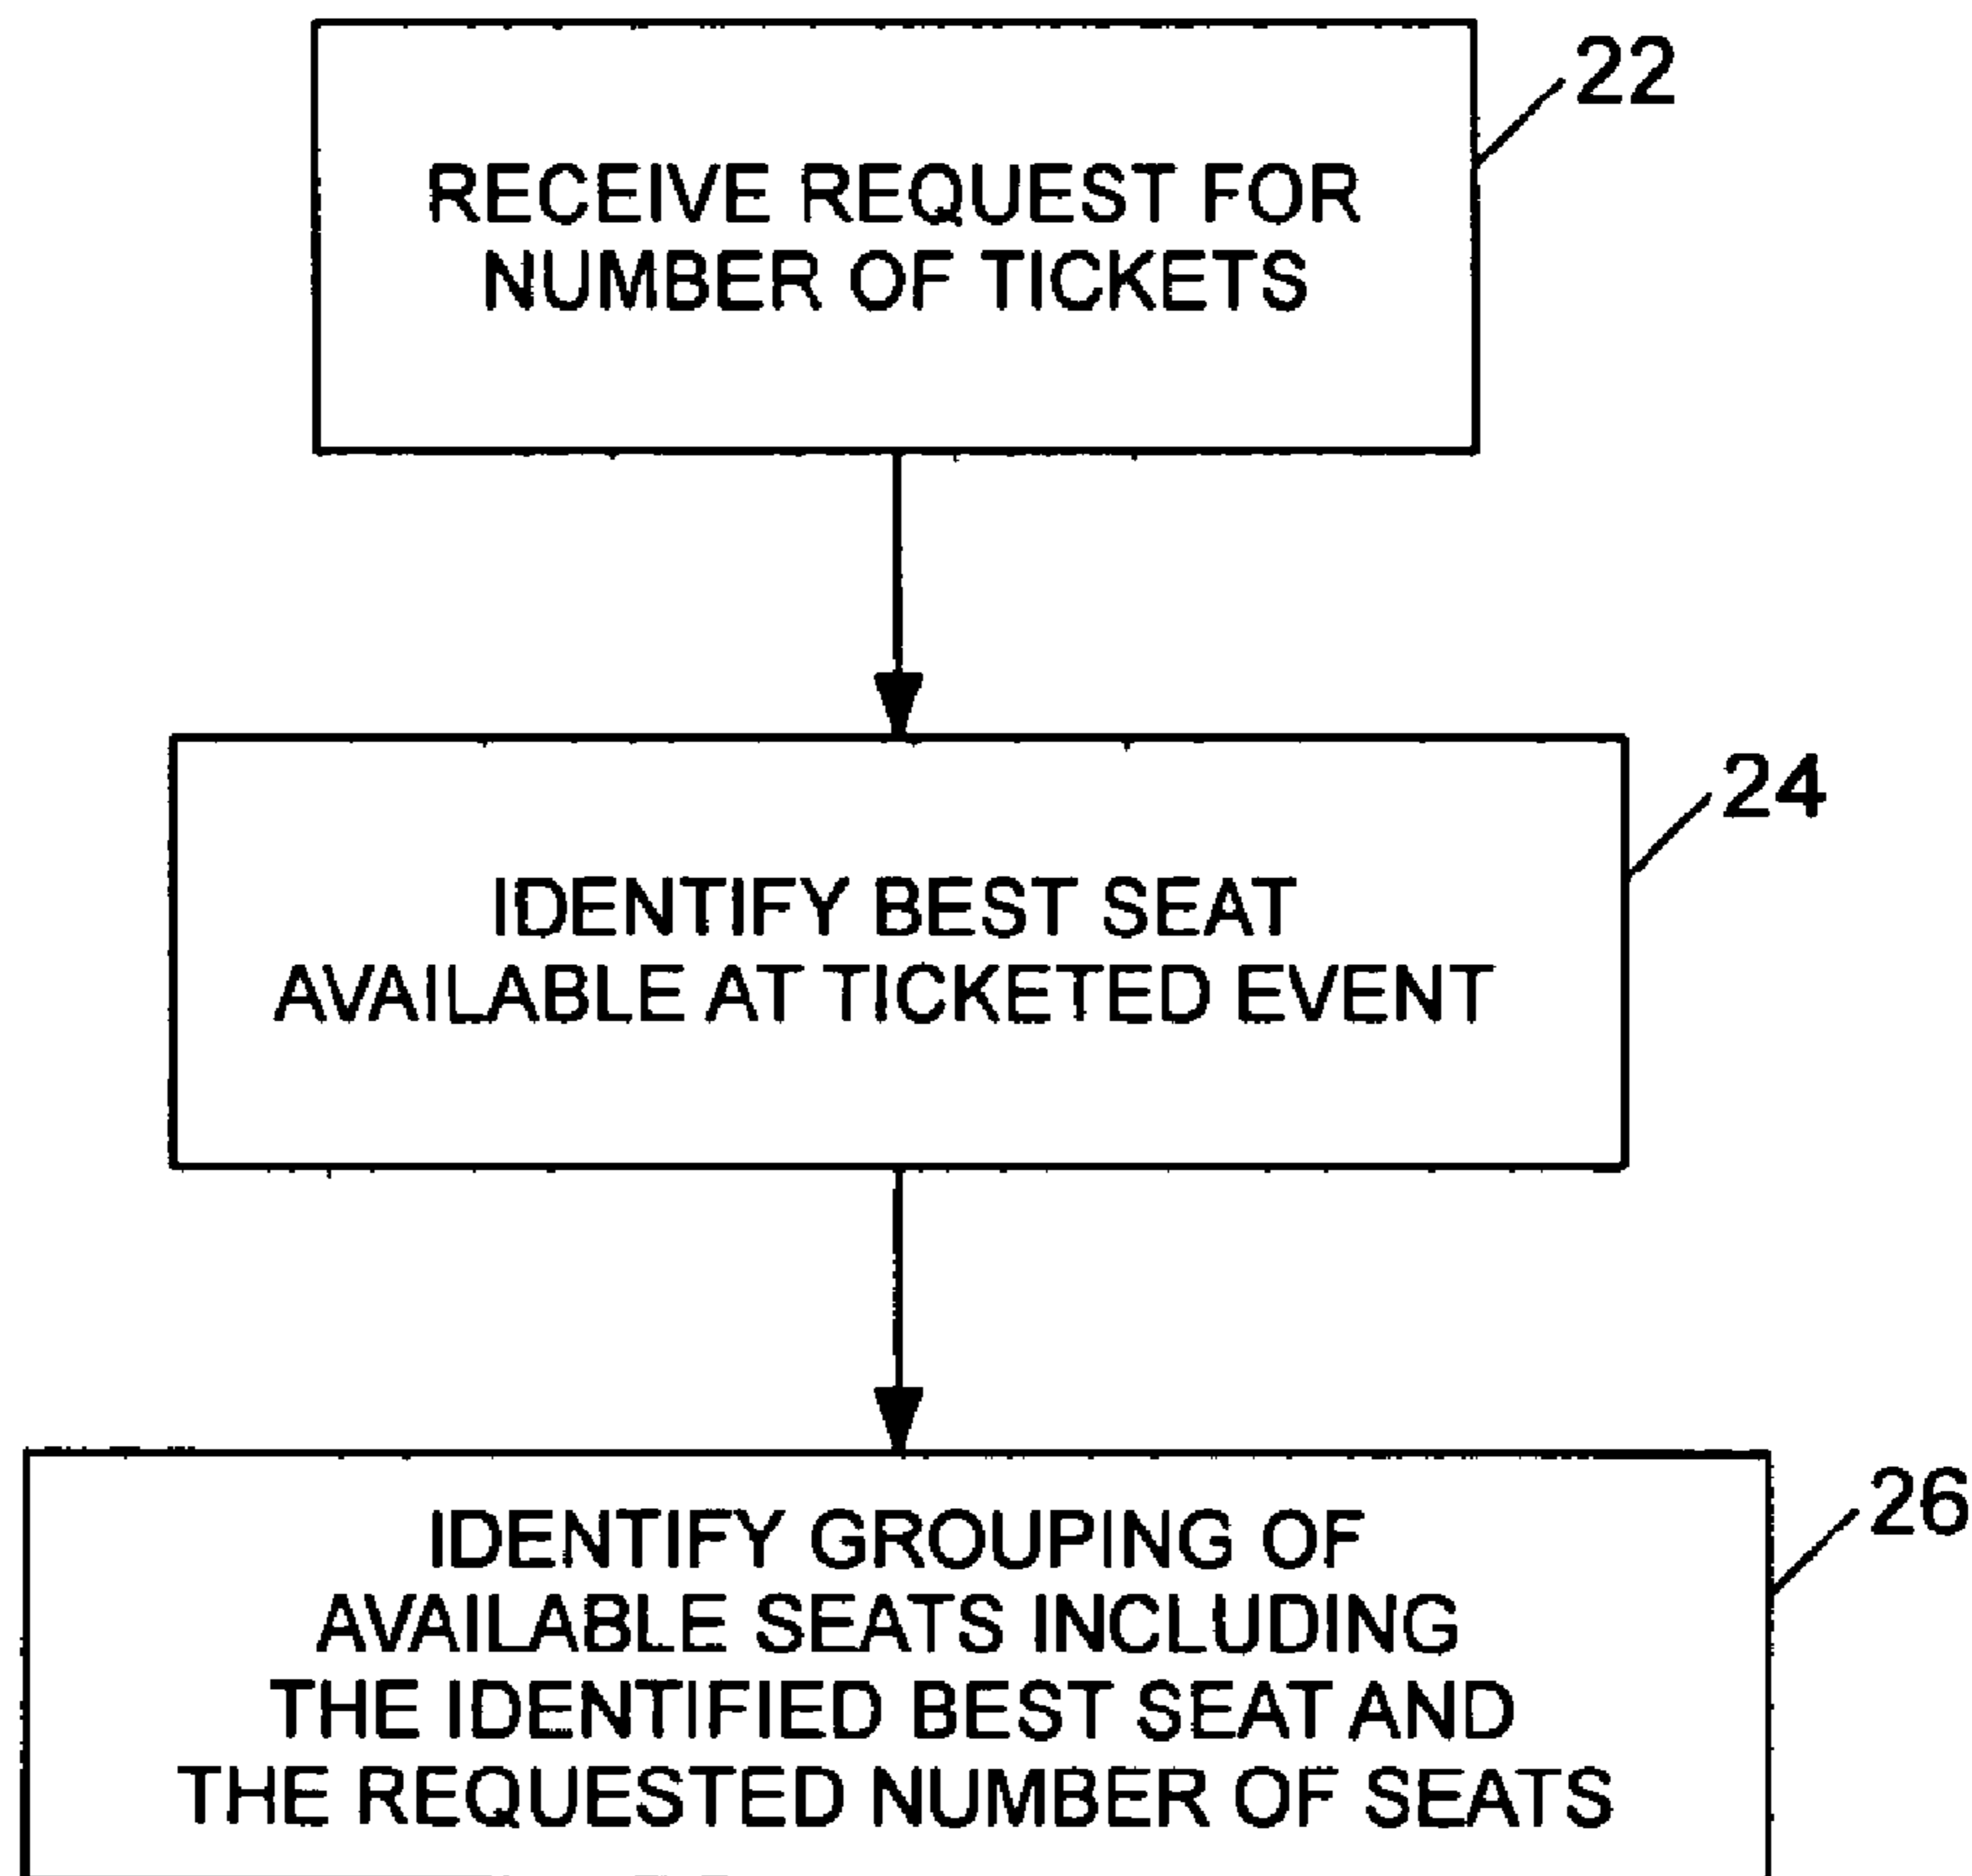 22
RECEIVE REQUEST FOR
NUMBER OF TICKETS
24
IDENTIFY BEST SEAT
AVAILABLE AT TICKETED EVENT
26
IDENTIFY GROUPING OF
AVAILABLE SEATS INCLUDING
THE IDENTIFIED BEST SEAT AND
THE REQUESTED NUMBER OF SEATS